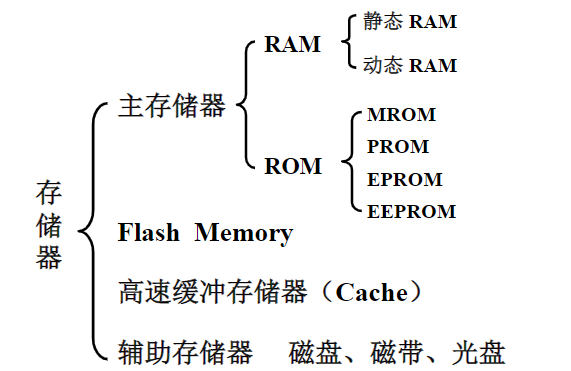 存储器
主存储器
RAM
静态 RAM
动态 RAM
ROM
MROM
PROM
EPROM
EEPROM
Flash Memory
高速缓冲存储器（Cache）
辅助存储器 磁盘、磁带、光盘